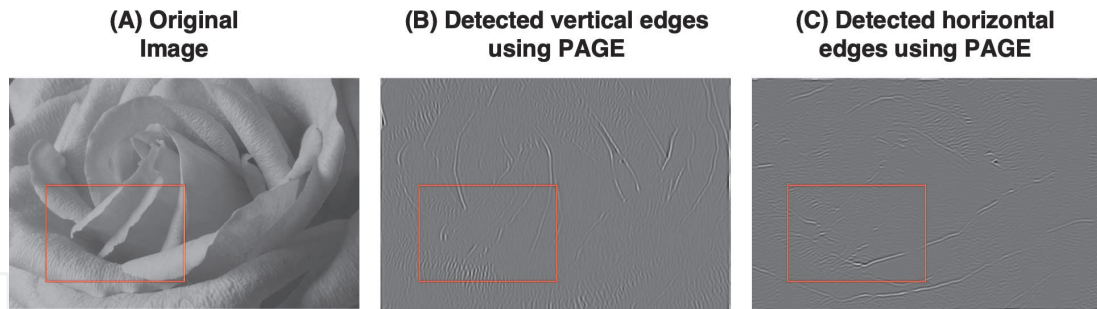 (A) Original
Image
(B) Detected vertical edges
using PAGE
(C) Detected horizontal
edges using PAGE